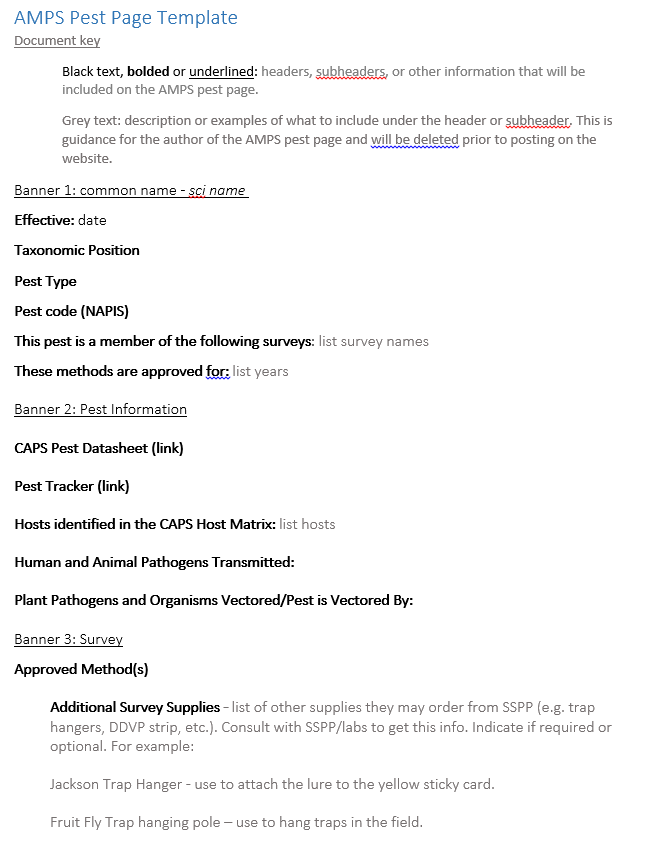 AMPS Pest Page Template
Document key
Black text, bolded or underlined: headers, subheaders, or other information that will be
included on the AMPS pest page.
Grey text: description or examples of what to include under the header or subheader. This is
guidance for the author of the AMPS pest page and will be deleted prior to posting on the
website.
Banner 1: common name - sci name
Effective: date
Taxonomic Position
Pest Type
Pest code (NAPIS)
This pest is a member of the following surveys: list survey names
These methods are approved for: list years
Banner 2: Pest Information
CAPS Pest Datasheet (link)
Pest Tracker (link)
Hosts identified in the CAPS Host Matrix: list hosts
Human and Animal Pathogens Transmitted:
Plant Pathogens and Organisms Vectored/Pest is Vectored By:
Banner 3: Survey
Approved Method(s)
Additional Survey Supplies - list of other supplies they may order from SSPP (e.g. trap
hangers, DDVP strip, etc.). Consult with SSPP/labs to get this info. Indicate if required or
optional. For example:
Jackson Trap Hanger - use to attach the lure to the yellow sticky card.
Fruit Fly Trap hanging pole – use to hang traps in the field.